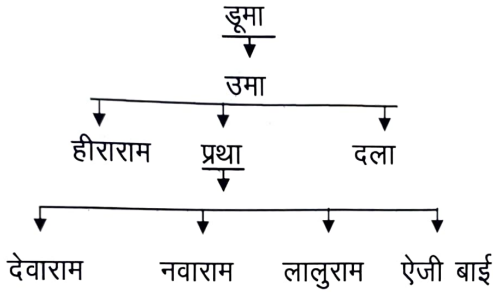 डूमा
उमा
हीराराम प्रथा दला
देवाराम नवाराम लालुराम ऐजी बाई